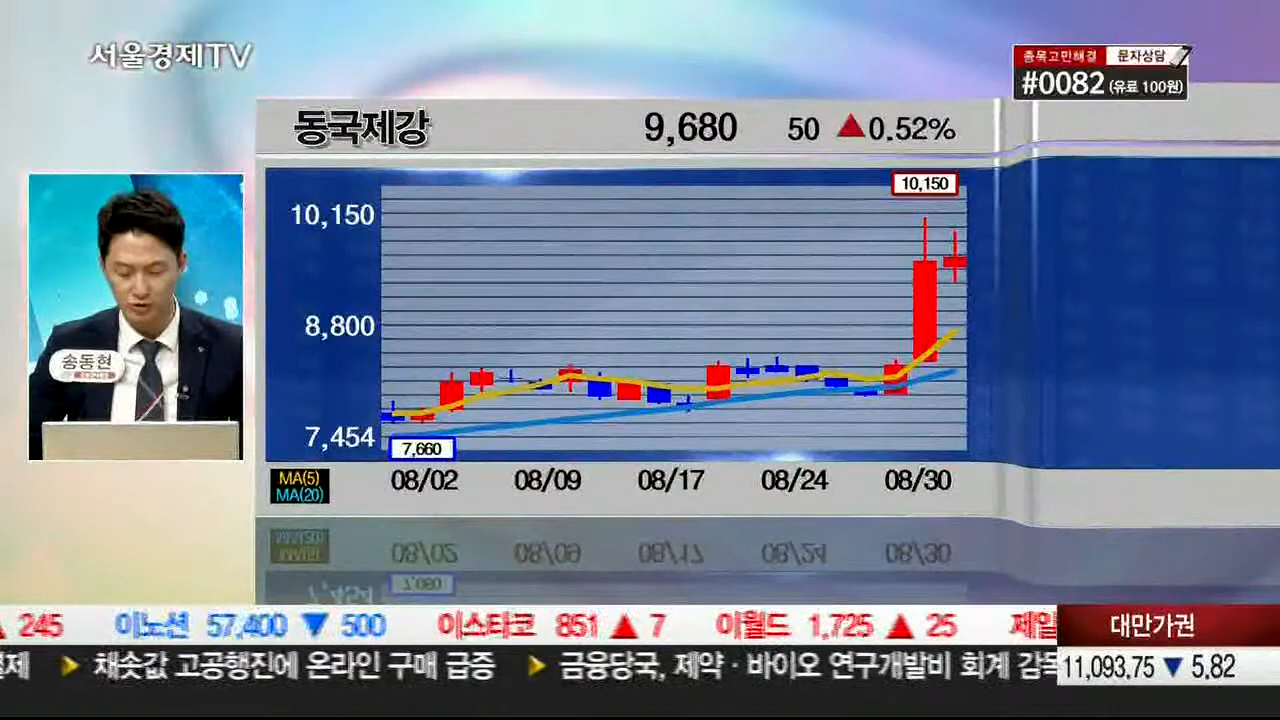 서울경제TV
종목고민해결 문자상담
#0082 (유료 100원)
동국제강 9,680 50 ▲0.52%
10,150
10,150
8,800
7,454
7,660
MA(5)
MA(20)
08/02 08/09 08/17 08/24 08/30
송동현
245 이노션 57,400 ▼ 500 이스타코 851 ▲ 7 이월드 1,725 ▲ 25 제일
대만가권
11,093.75 ▼ 5.82
경제 ▶ 채솟값 고공행진에 온라인 구매 급증 ▶ 금융당국, 제약·바이오 연구개발비 회계 감독